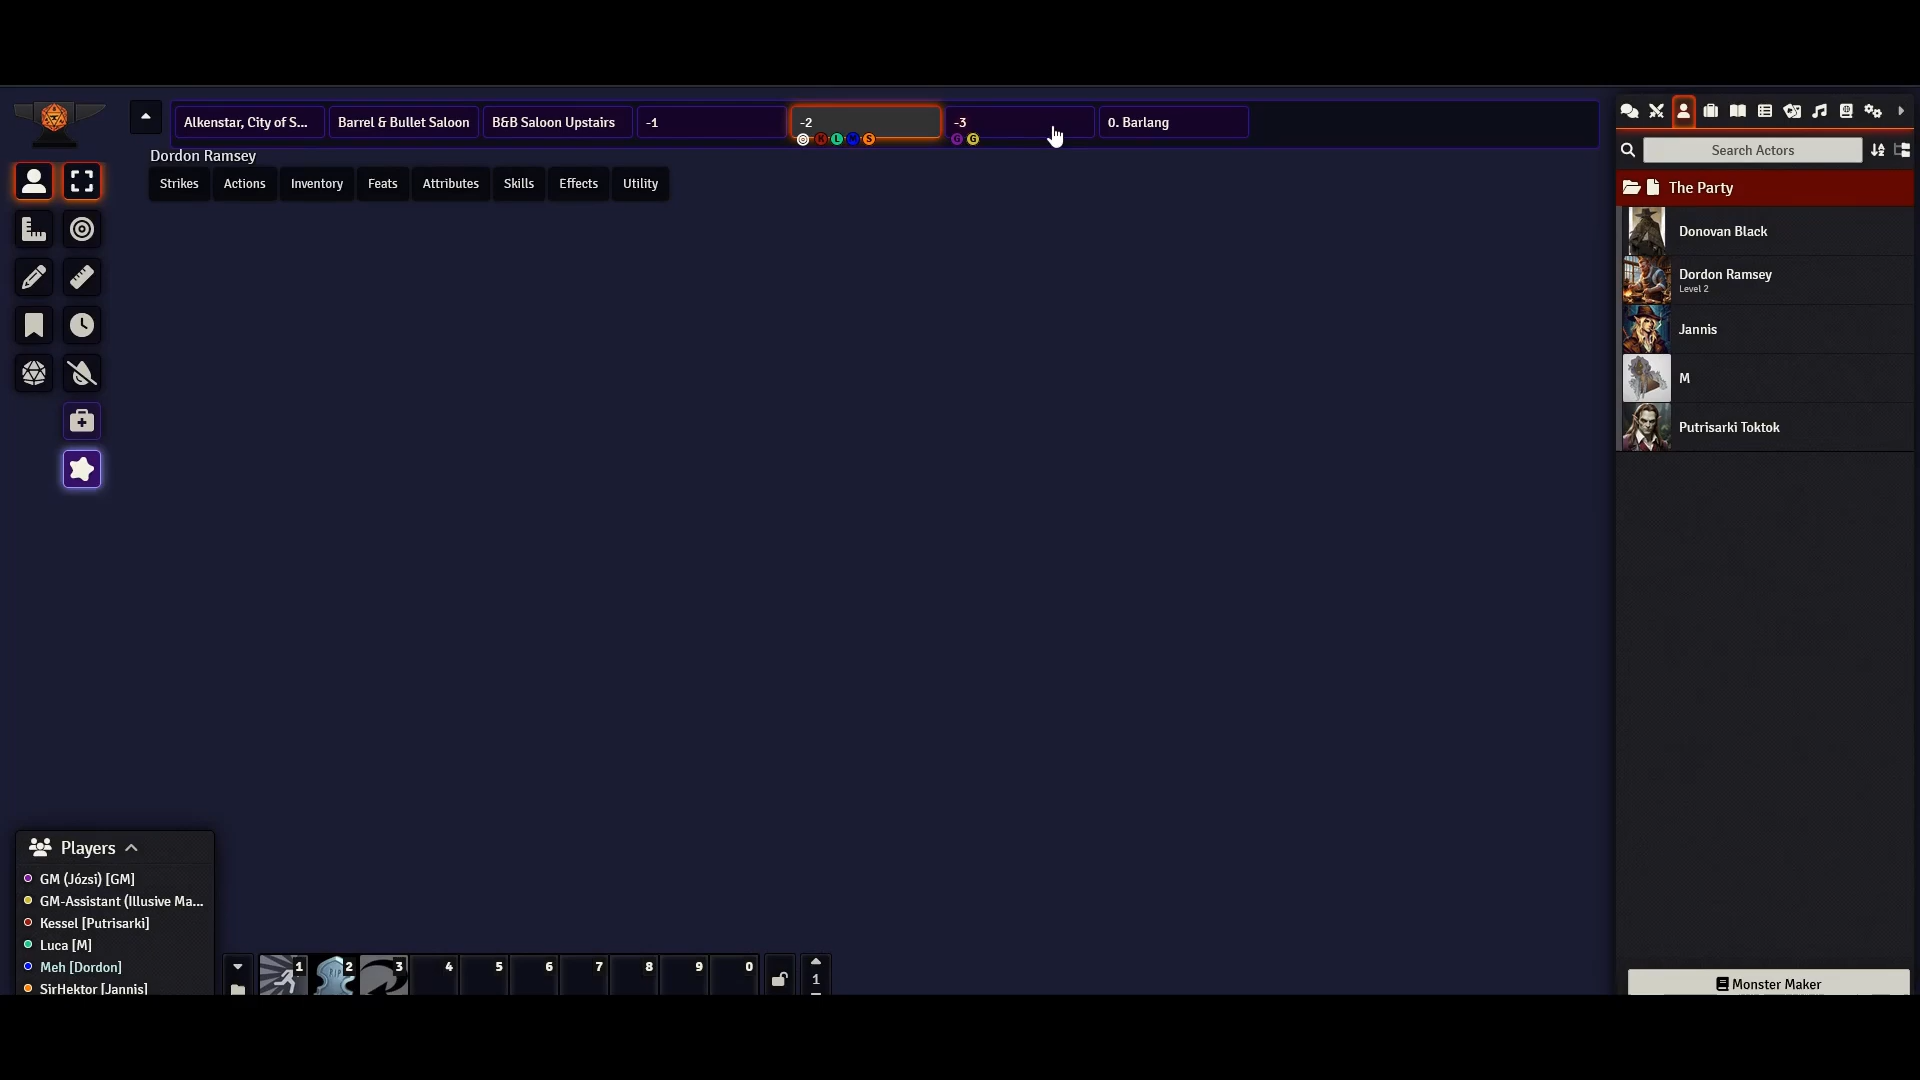 Alkenstar, City of S...
Barrel & Bullet Saloon
B&B Saloon Upstairs
-1
-2
-3
0. Barlang
K L M S
G G
Dordon Ramsey
Strikes
Actions
Inventory
Feats
Attributes
Skills
Effects
Utility
Search Actors
The Party
Donovan Black
Dordon Ramsey
Level 2
Jannis
M
Putrisarki Toktok
Players
GM (Józsi) [GM]
GM-Assistant (Illusive Ma...
Kessel [Putrisarki]
Luca [M]
Meh [Dordon]
SirHektor [Jannis]
1 2 3 4 5 6 7 8 9 0
RIP
1
Monster Maker